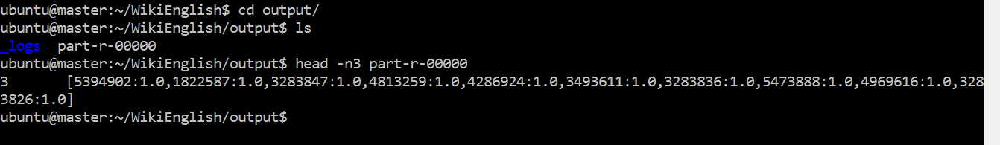 ubuntu@master:~/WikiEnglish$ cd output/
ubuntu@master:~/WikiEnglish/output$ ls
_logs  part-r-00000
ubuntu@master:~/WikiEnglish/output$ head -n3 part-r-00000
3       [5394902:1.0,1822587:1.0,3283847:1.0,4813259:1.0,4286924:1.0,3493611:1.0,3283836:1.0,5473888:1.0,4969616:1.0,328
3826:1.0]
ubuntu@master:~/WikiEnglish/output$